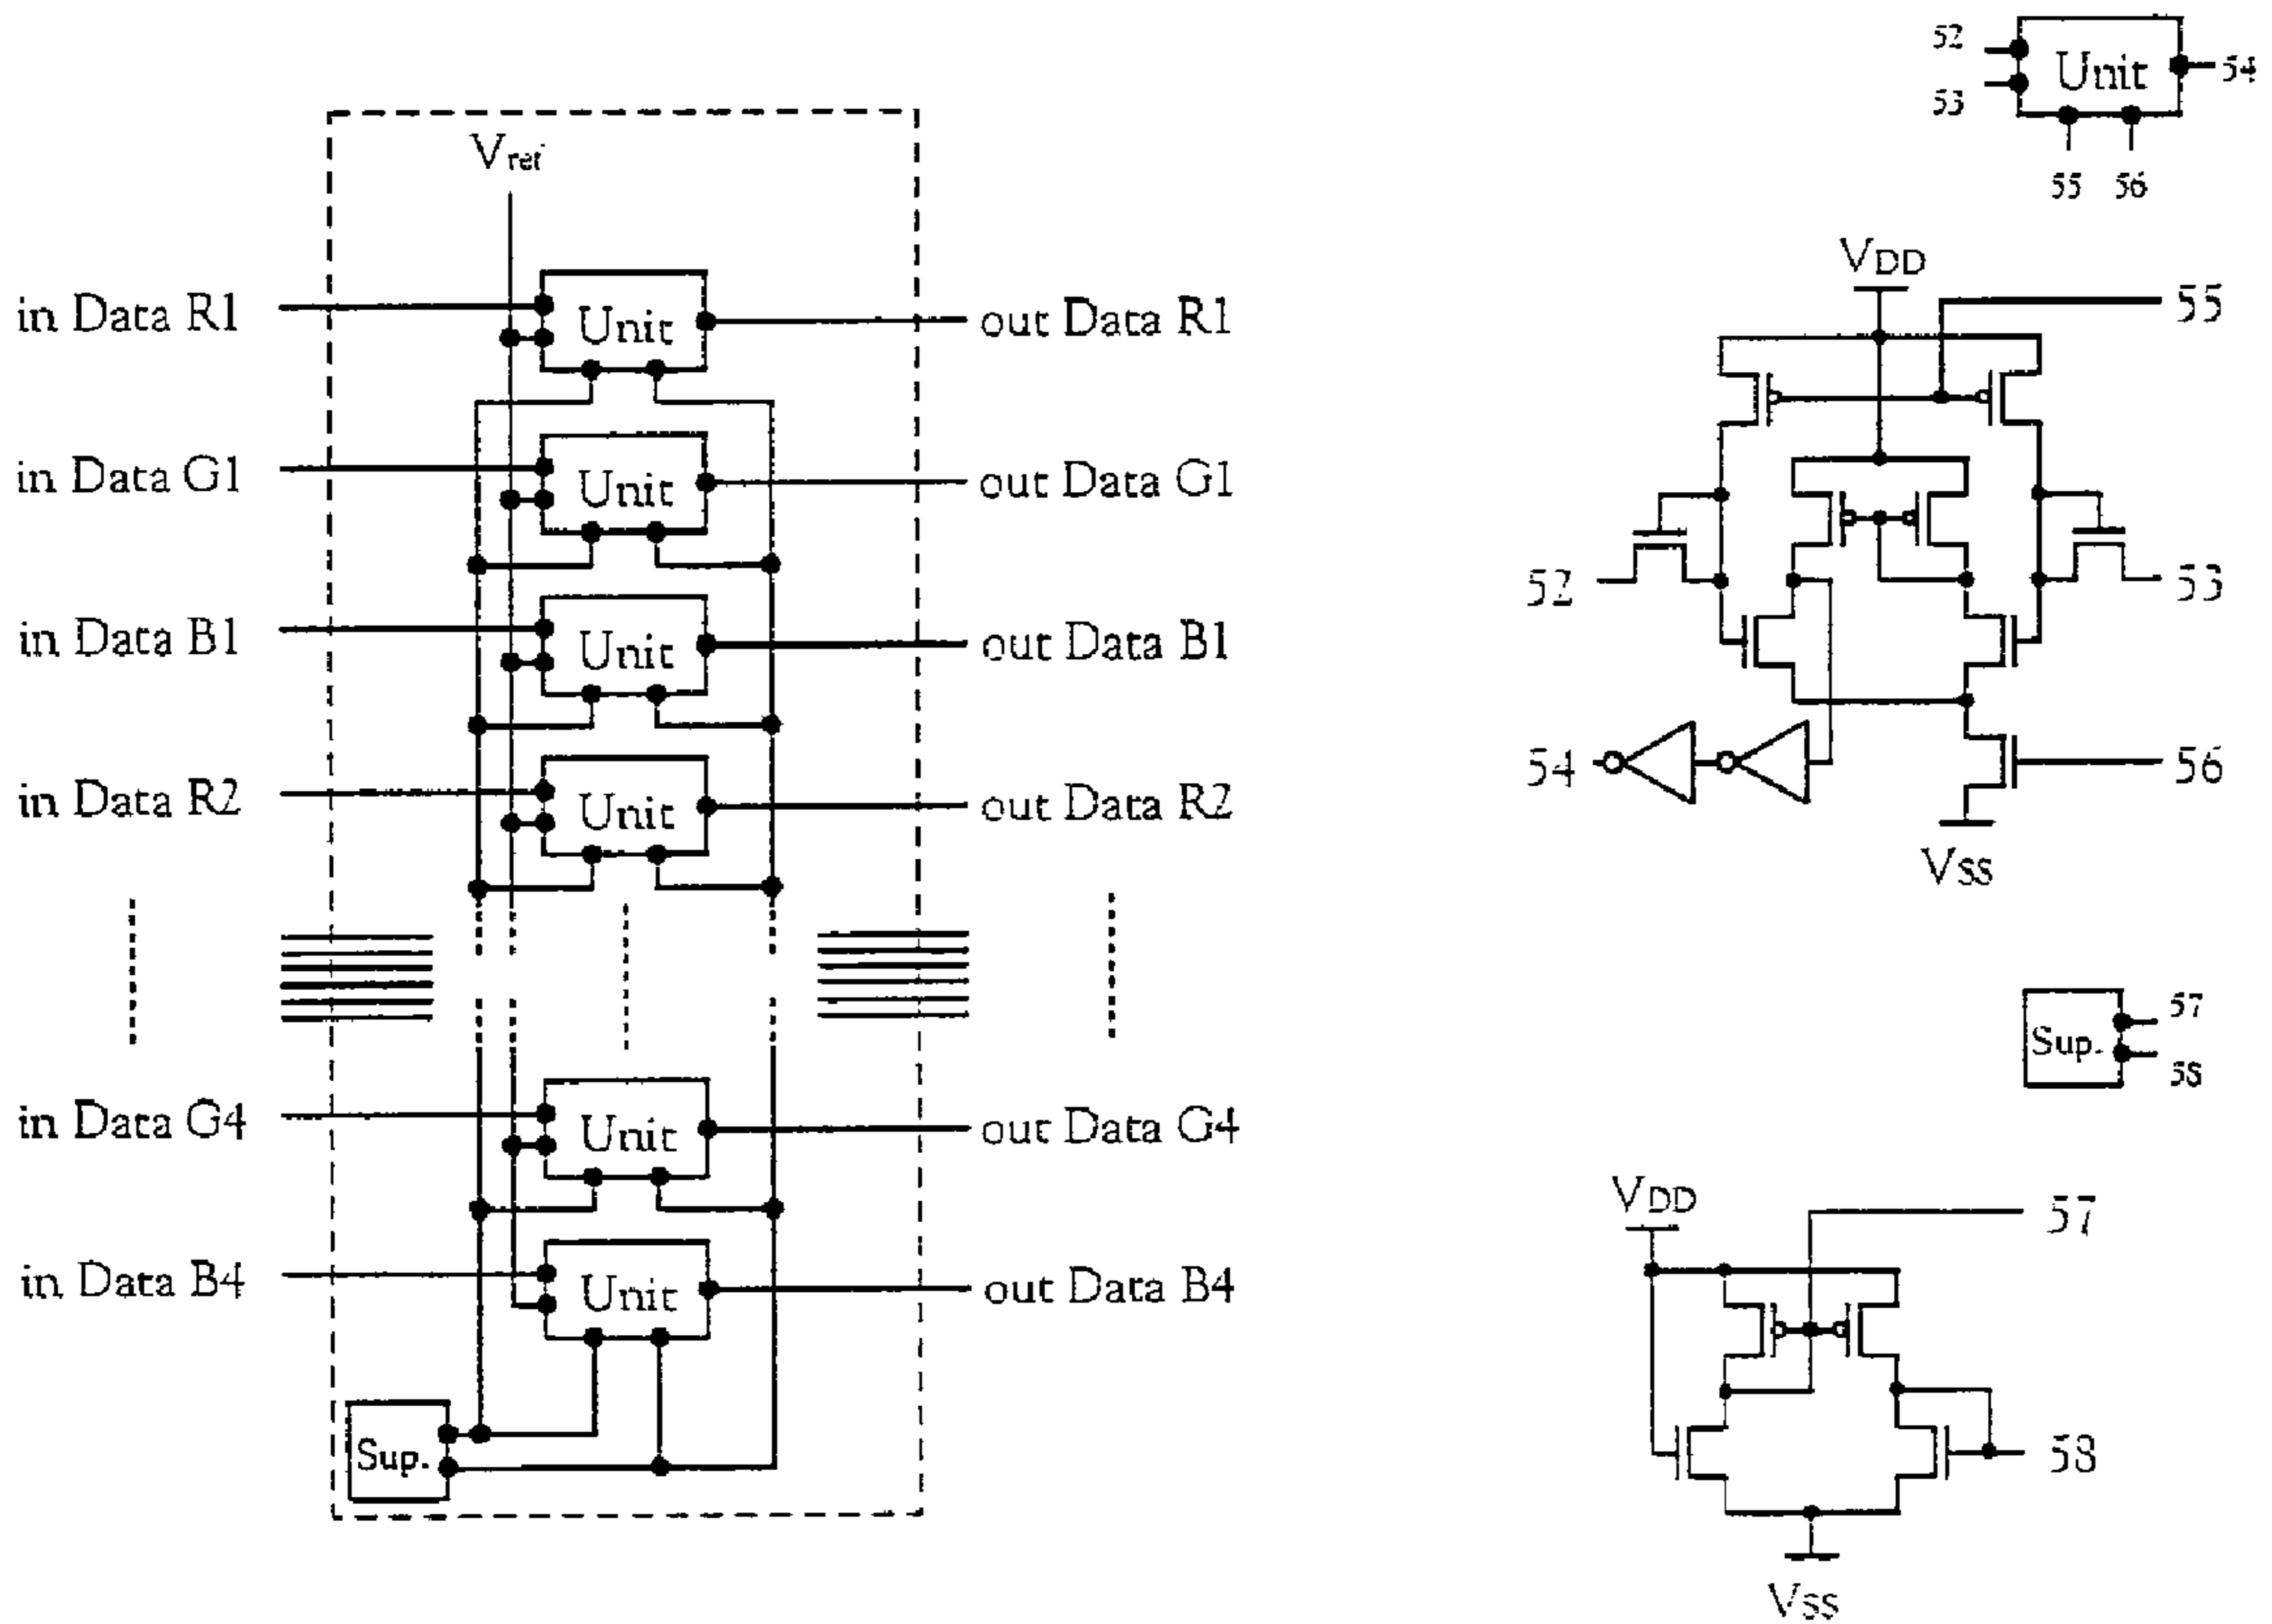 Vref
in Data R1
Unit
out Data R1
in Data G1
Unit
out Data G1
in Data B1
Unit
out Data B1
in Data R2
Unit
out Data R2
in Data G4
Unit
out Data G4
in Data B4
Unit
out Data B4
Sup.
52
53
Unit
54
55
56
VDD
55
52
53
54
56
VSS
Sup.
57
58
VDD
57
58
VSS